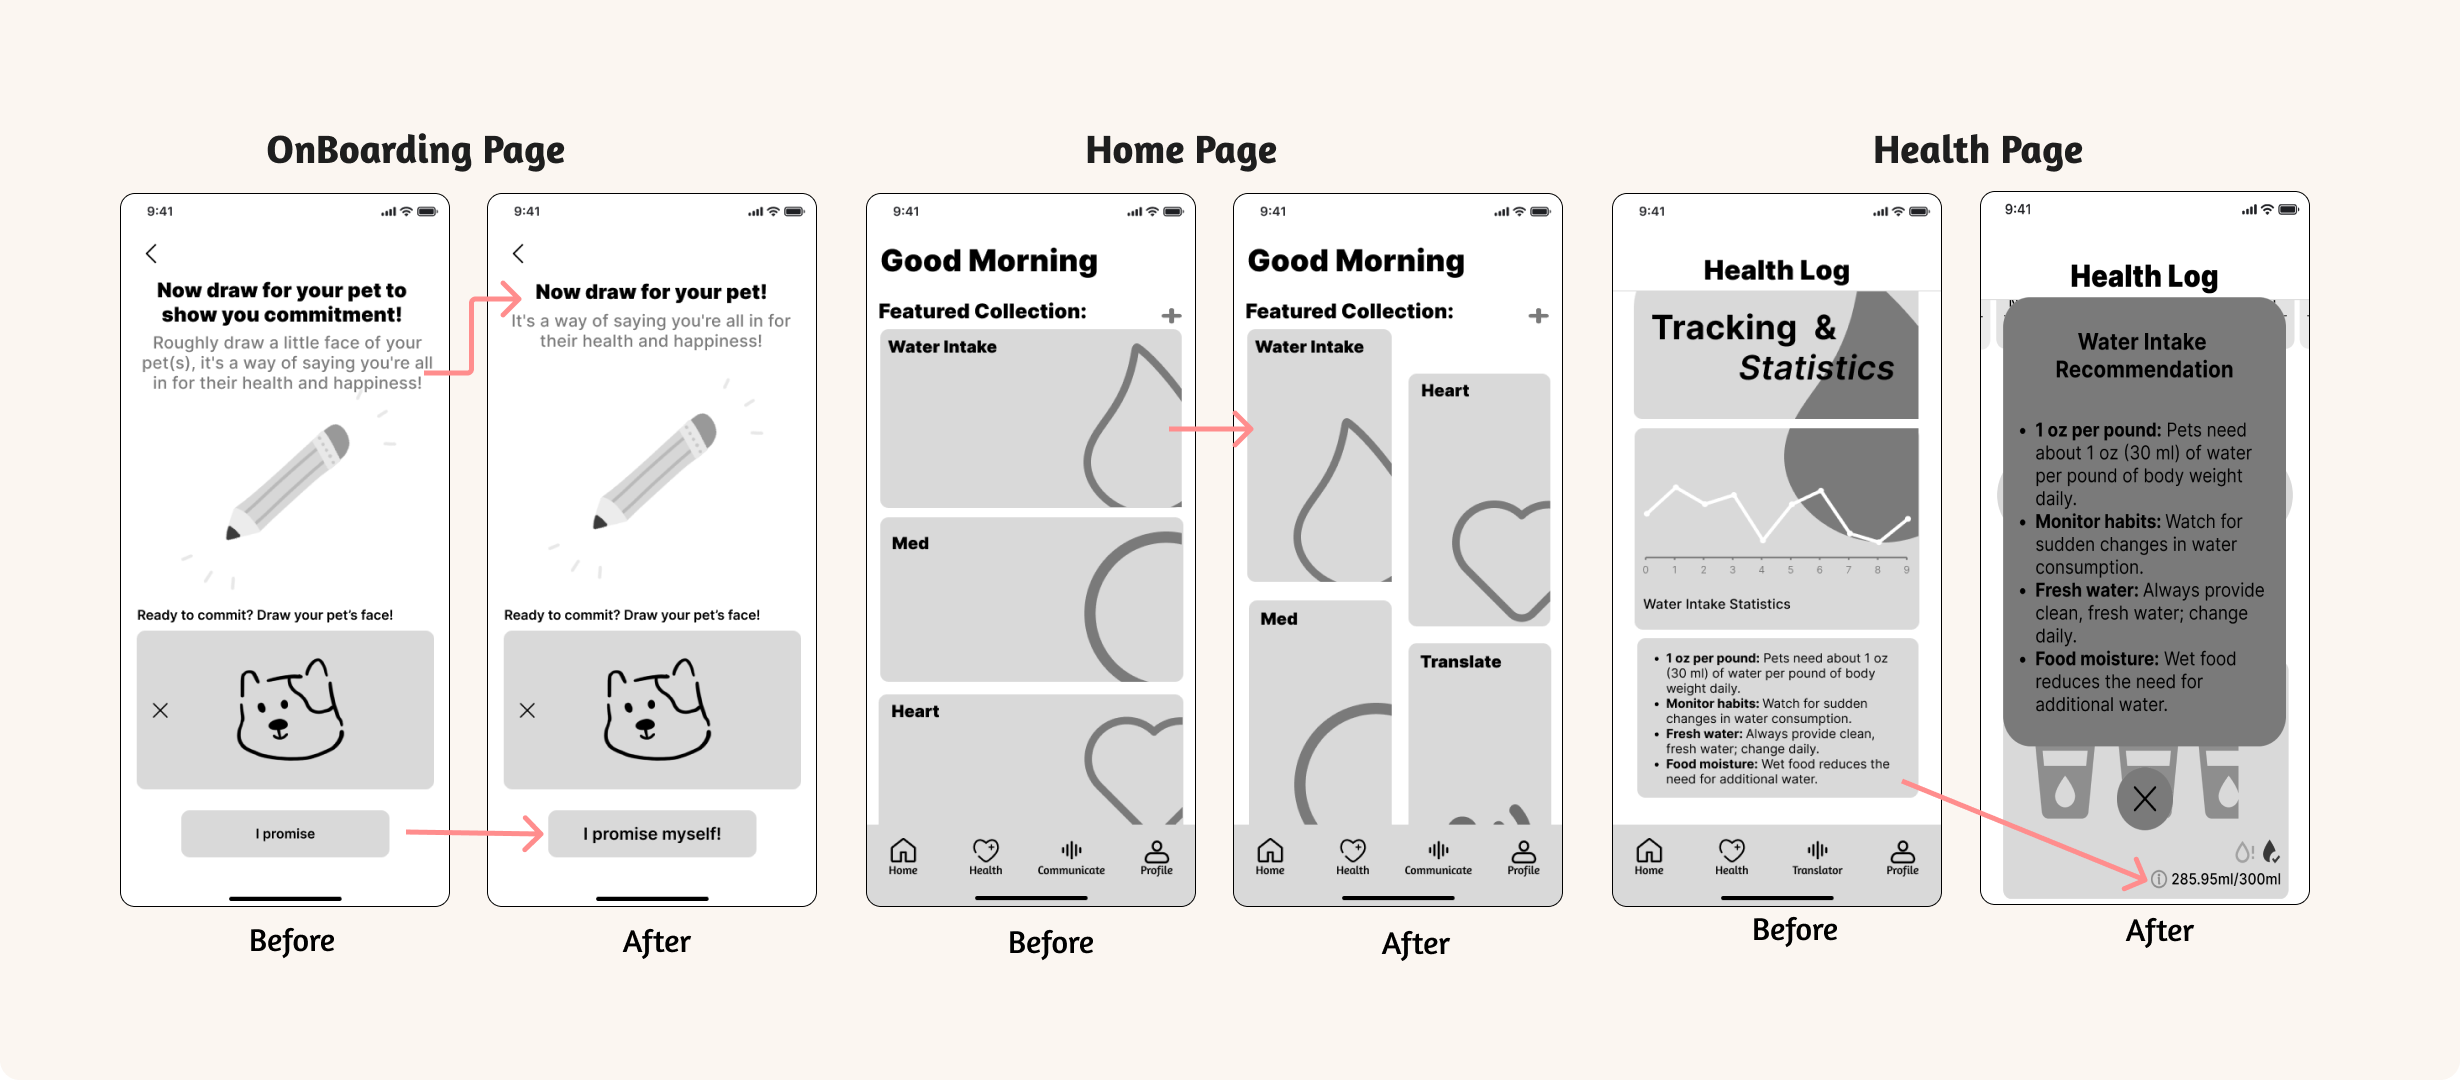 OnBoarding Page
9:41
Now draw for your pet to
show you commitment!
Roughly draw a little face of your
pet(s), it's a way of saying you're all
in for their health and happiness!
Ready to commit? Draw your pet's face!
I promise
Before
9:41
Now draw for your pet!
It's a way of saying you're all in for
their health and happiness!
Ready to commit? Draw your pet's face!
I promise myself!
After
Home Page
9:41
Good Morning
Featured Collection:
Water Intake
Med
Heart
Home
Health
Communicate
Profile
Before
9:41
Good Morning
Featured Collection:
Water Intake
Heart
Med
Translate
Home
Health
Communicate
Profile
After
Health Page
9:41
Health Log
Tracking &
Statistics
0 1 2 3 4 5 6 7 8 9
Water Intake Statistics
• 1 oz per pound: Pets need about 1 oz
(30 ml) of water per pound of body
weight daily.
• Monitor habits: Watch for sudden
changes in water consumption.
• Fresh water: Always provide clean,
fresh water; change daily.
• Food moisture: Wet food reduces the
need for additional water.
Home
Health
Translator
Profile
Before
9:41
Health Log
Water Intake
Recommendation
• 1 oz per pound: Pets need
about 1 oz (30 ml) of water
per pound of body weight
daily.
• Monitor habits: Watch for
sudden changes in water
consumption.
• Fresh water: Always provide
clean, fresh water; change
daily.
• Food moisture: Wet food
reduces the need for
additional water.
285.95ml/300ml
After